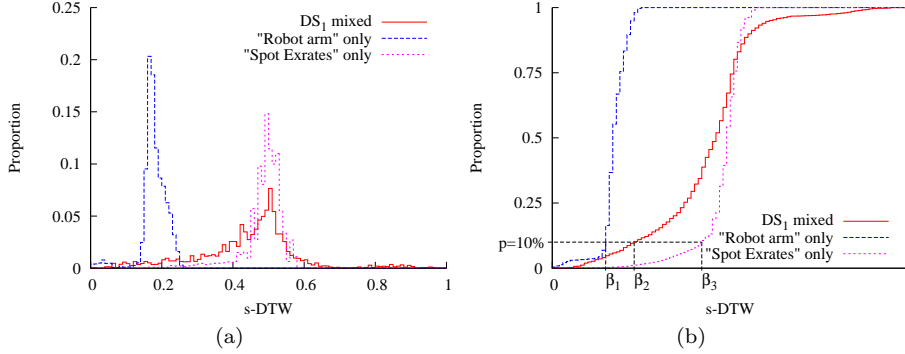 0.25
0.2
0.15
0.1
0.05
0
Proportion
DS1 mixed
"Robot arm" only
"Spot Exrates" only
0 0.2 0.4 0.6 0.8 1
s-DTW
(a)
1
0.75
0.5
0.25
0
p=10%
Proportion
DS1 mixed
"Robot arm" only
"Spot Exrates" only
0 β1 β2 β3 1
s-DTW
(b)